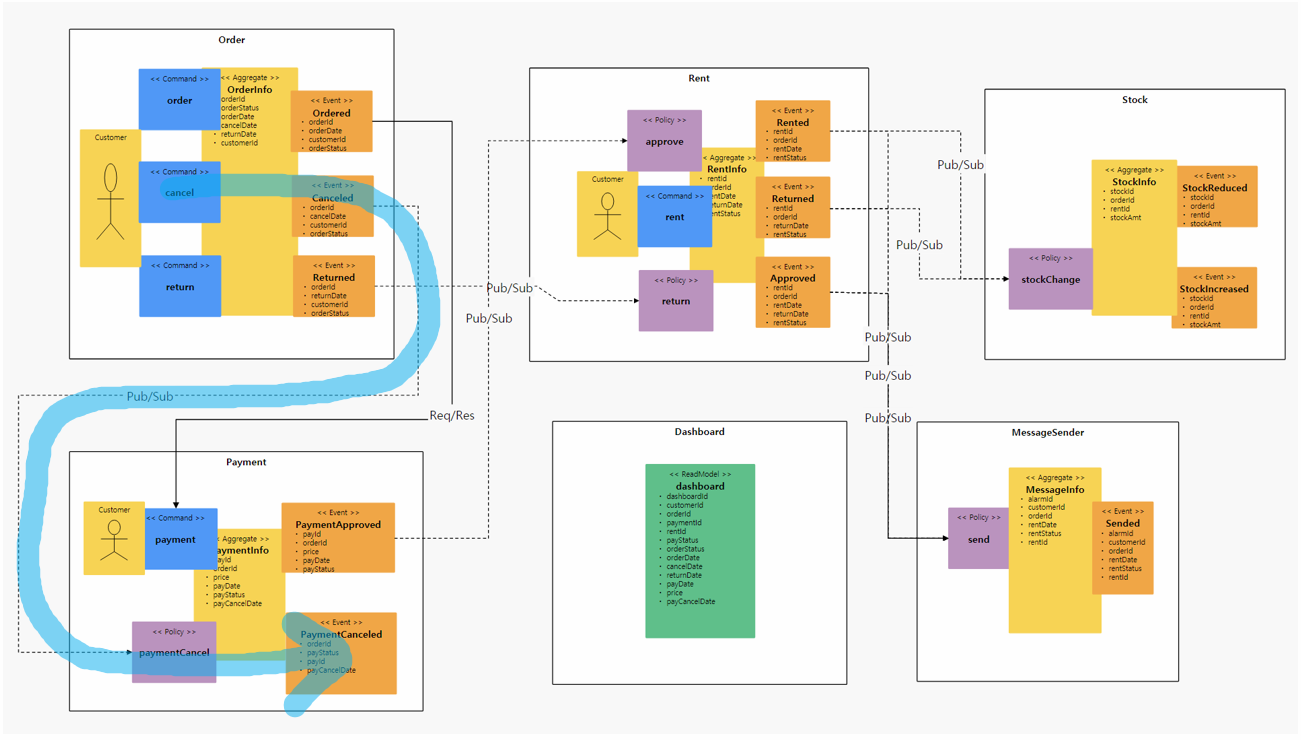 Order
<< Command >>
order
<< Aggregate >>
OrderInfo
orderId
orderStatus
orderDate
cancelDate
returnDate
customerId
<< Event >>
Ordered
orderId
orderDate
customerId
orderStatus
Customer
<< Command >>
cancel
<< Event >>
Canceled
orderId
cancelDate
customerId
orderStatus
<< Command >>
return
<< Event >>
Returned
orderId
returnDate
customerId
orderStatus
Pub/Sub
Pub/Sub
Pub/Sub
Req/Res
Rent
<< Policy >>
approve
<< Event >>
Rented
rentId
orderId
rentDate
rentStatus
<< Aggregate >>
RentInfo
rentId
orderId
rentDate
returnDate
rentStatus
Customer
<< Command >>
rent
<< Event >>
Returned
rentId
orderId
returnDate
rentStatus
<< Policy >>
return
<< Event >>
Approved
rentId
orderId
rentDate
returnDate
rentStatus
Pub/Sub
Pub/Sub
Pub/Sub
Pub/Sub
Pub/Sub
Stock
<< Aggregate >>
StockInfo
stockId
orderId
rentId
stockAmt
<< Event >>
StockReduced
stockId
orderId
rentId
stockAmt
<< Policy >>
stockChange
<< Event >>
StockIncreased
stockId
orderId
rentId
stockAmt
Payment
Customer
<< Command >>
payment
<< Aggregate >>
PaymentInfo
payId
orderId
price
payDate
payStatus
payCancelDate
<< Event >>
PaymentApproved
payId
orderId
price
payDate
payStatus
<< Policy >>
paymentCancel
<< Event >>
PaymentCanceled
orderId
payStatus
payId
payCancelDate
Dashboard
<< ReadModel >>
dashboard
dashboardId
customerId
orderId
paymentId
rentId
payStatus
orderStatus
orderDate
cancelDate
returnDate
payDate
price
payCancelDate
MessageSender
<< Policy >>
send
<< Aggregate >>
MessageInfo
alarmId
customerId
orderId
rentDate
rentStatus
rentId
<< Event >>
Sended
alarmId
customerId
orderId
rentDate
rentStatus
rentId